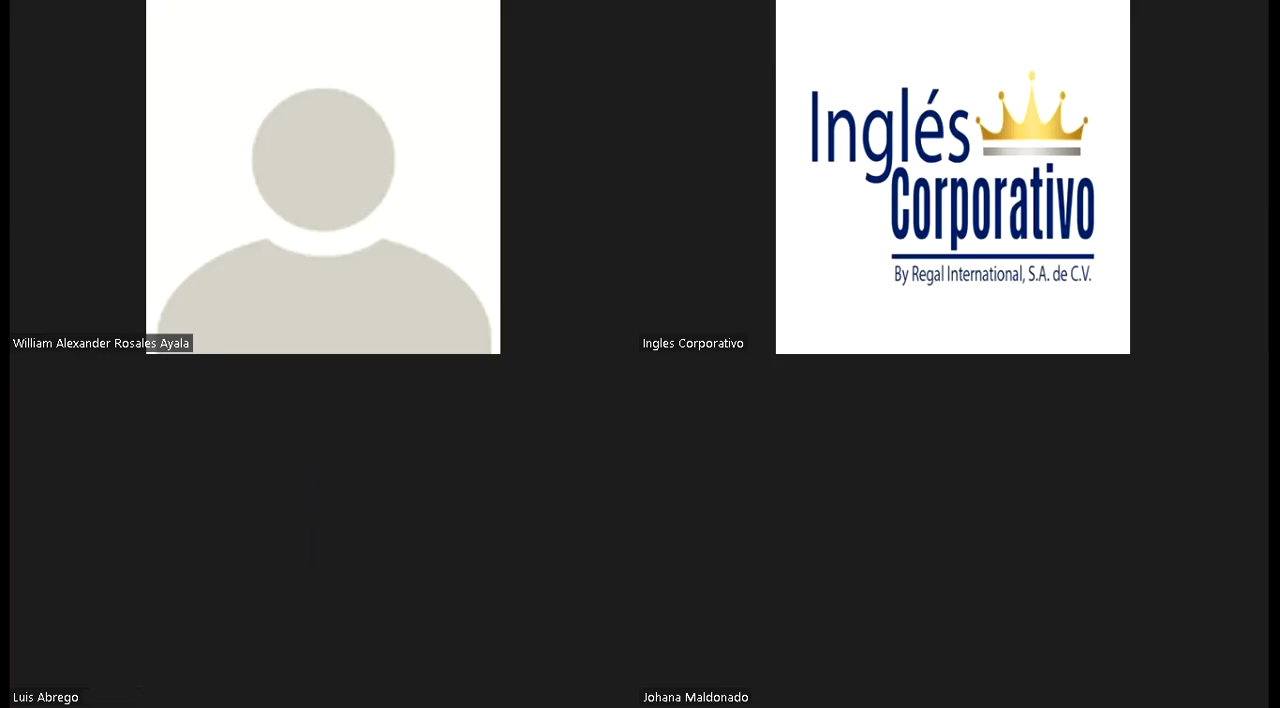 Inglés
Corporativo
By Regal International, S.A. de C.V.
William Alexander Rosales Ayala
Ingles Corporativo
Luis Abrego
Johana Maldonado